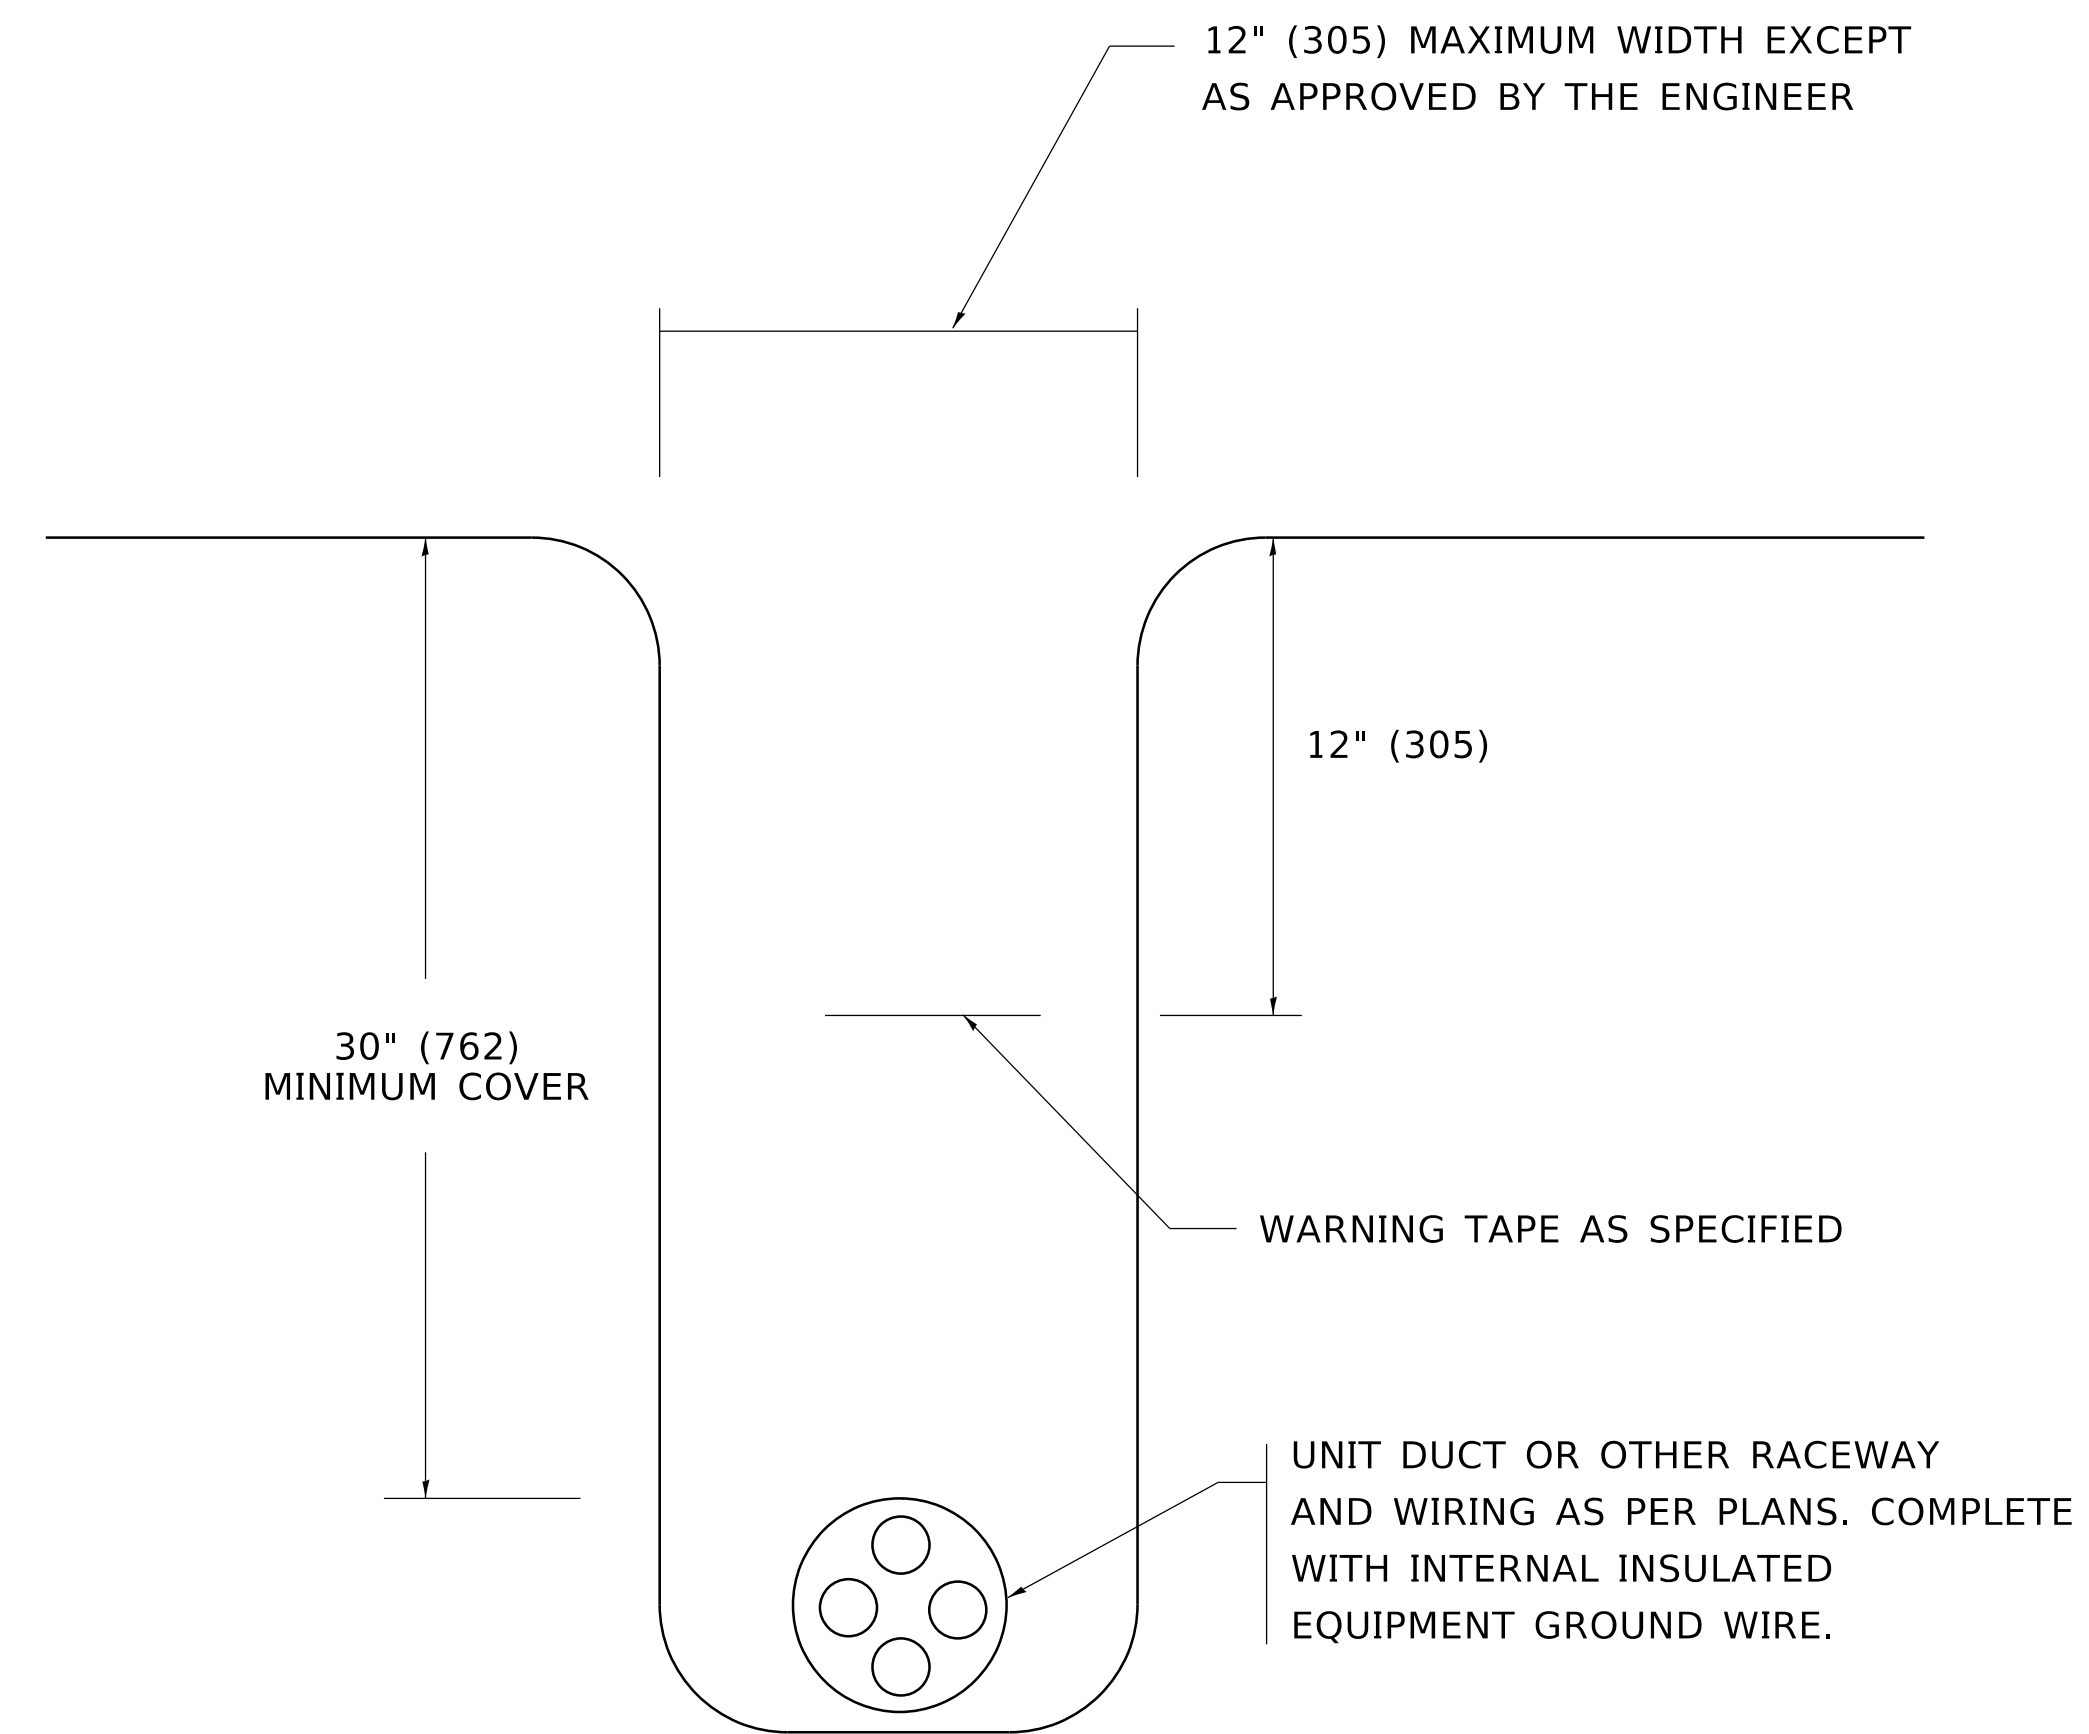 12" (305) MAXIMUM WIDTH EXCEPT
AS APPROVED BY THE ENGINEER
12" (305)
30" (762)
MINIMUM COVER
WARNING TAPE AS SPECIFIED
UNIT DUCT OR OTHER RACEWAY
AND WIRING AS PER PLANS. COMPLETE
WITH INTERNAL INSULATED
EQUIPMENT GROUND WIRE.